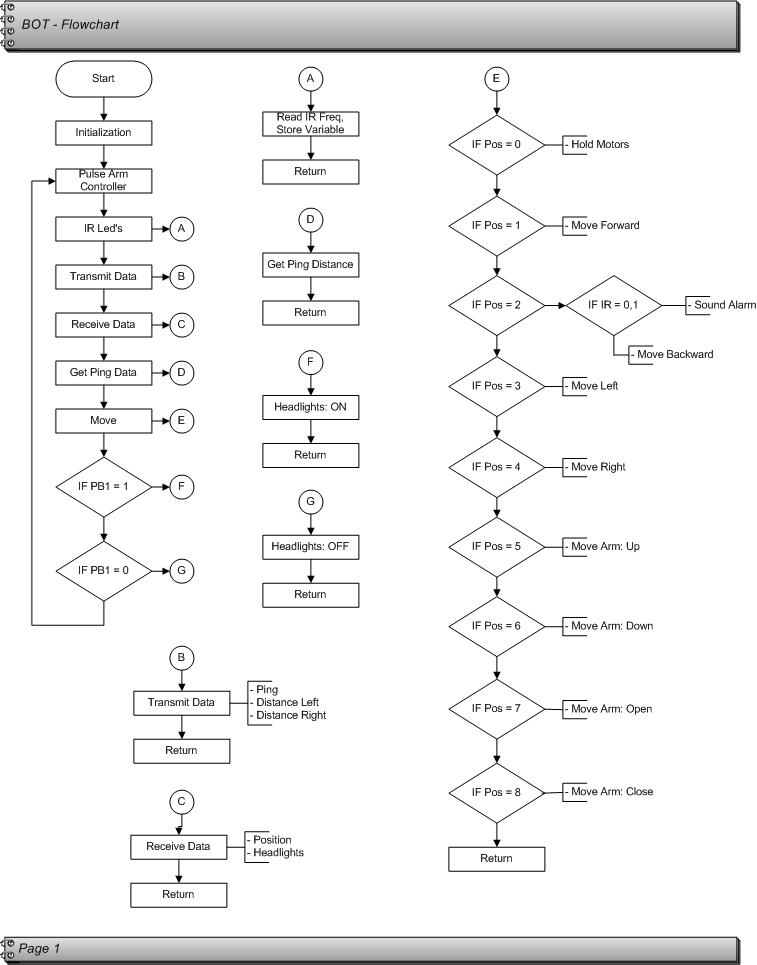 BOT - Flowchart
Start
Initialization
Pulse Arm
Controller
IR Led's
A
Transmit Data
B
Receive Data
C
Get Ping Data
D
Move
E
IF PB1 = 1
F
IF PB1 = 0
G
A
Read IR Freq,
Store Variable
Return
D
Get Ping Distance
Return
F
Headlights: ON
Return
G
Headlights: OFF
Return
B
Transmit Data
- Ping
- Distance Left
- Distance Right
Return
C
Receive Data
- Position
- Headlights
Return
E
IF Pos = 0
- Hold Motors
IF Pos = 1
- Move Forward
IF Pos = 2
IF IR = 0,1
- Sound Alarm
- Move Backward
IF Pos = 3
- Move Left
IF Pos = 4
- Move Right
IF Pos = 5
- Move Arm: Up
IF Pos = 6
- Move Arm: Down
IF Pos = 7
- Move Arm: Open
IF Pos = 8
- Move Arm: Close
Return
Page 1